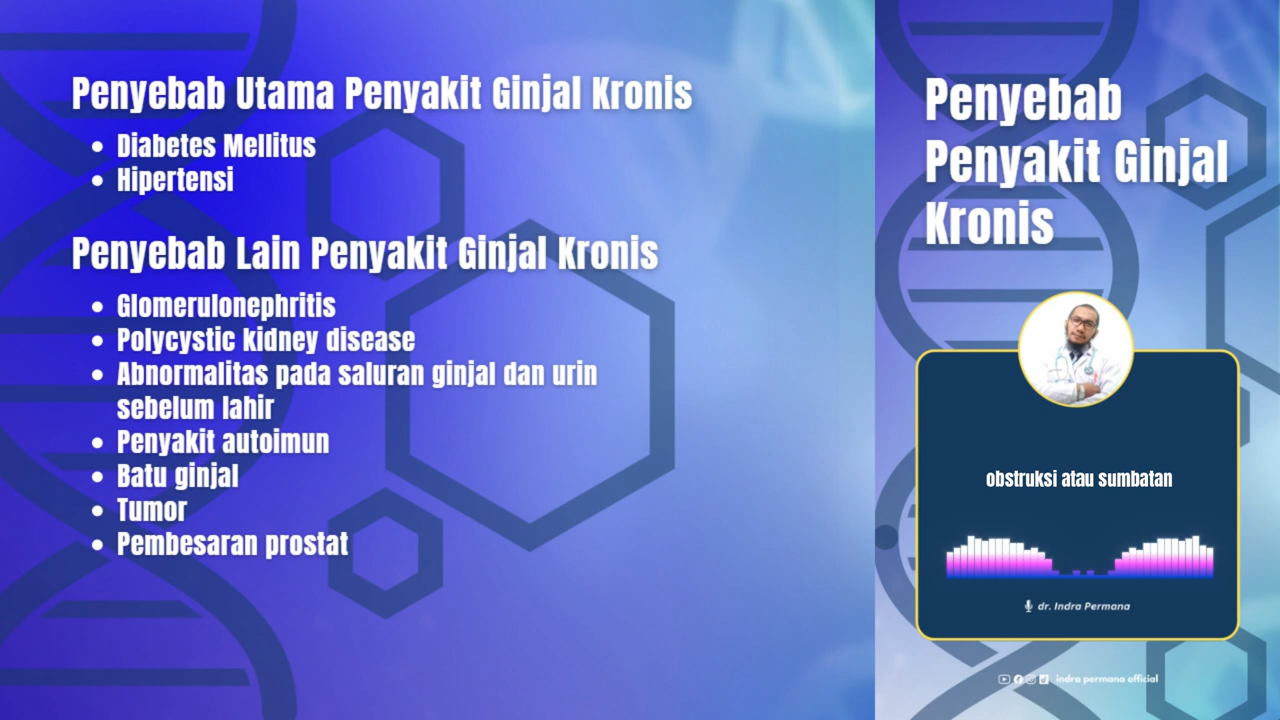 Penyebab Utama Penyakit Ginjal Kronis
• Diabetes Mellitus
• Hipertensi
Penyebab Lain Penyakit Ginjal Kronis
• Glomerulonephritis
• Polycystic kidney disease
• Abnormalitas pada saluran ginjal dan urin
sebelum lahir
• Penyakit autoimun
• Batu ginjal
• Tumor
• Pembesaran prostat
Penyebab
Penyakit Ginjal
Kronis
obstruksi atau sumbatan
dr. Indra Permana
indra permana official